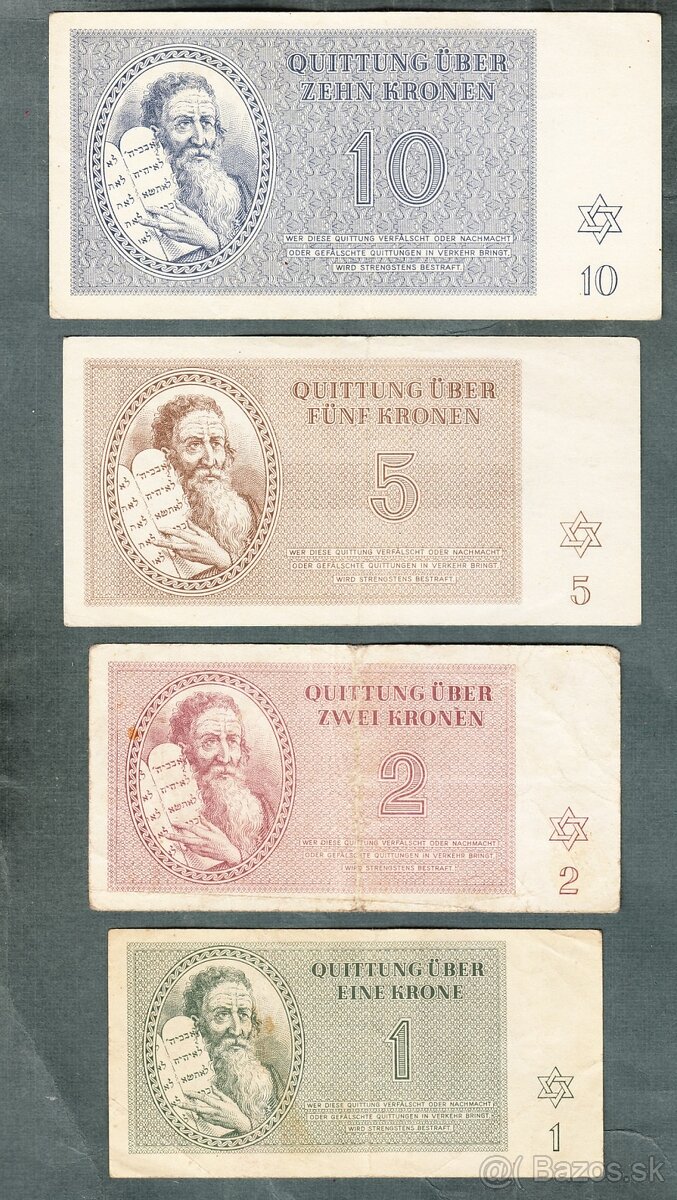 QUITTUNG ÜBER
ZEHN KRONEN
10
WER DIESE QUITTUNG VERFÄLSCHT ODER NACHMACHT
ODER GEFÄLSCHTE QUITTUNGEN IN VERKEHR BRINGT,
WIRD STRENGSTENS BESTRAFT.
10
QUITTUNG ÜBER
FÜNF KRONEN
5
WER DIESE QUITTUNG VERFÄLSCHT ODER NACHMACHT
ODER GEFÄLSCHTE QUITTUNGEN IN VERKEHR BRINGT,
WIRD STRENGSTENS BESTRAFT.
5
QUITTUNG ÜBER
ZWEI KRONEN
2
WER DIESE QUITTUNG VERFÄLSCHT ODER NACHMACHT
ODER GEFÄLSCHTE QUITTUNGEN IN VERKEHR BRINGT,
WIRD STRENGSTENS BESTRAFT.
2
QUITTUNG ÜBER
EINE KRONE
1
WER DIESE QUITTUNG VERFÄLSCHT ODER NACHMACHT
ODER GEFÄLSCHTE QUITTUNGEN IN VERKEHR BRINGT,
WIRD STRENGSTENS BESTRAFT.
1
Bazos.sk